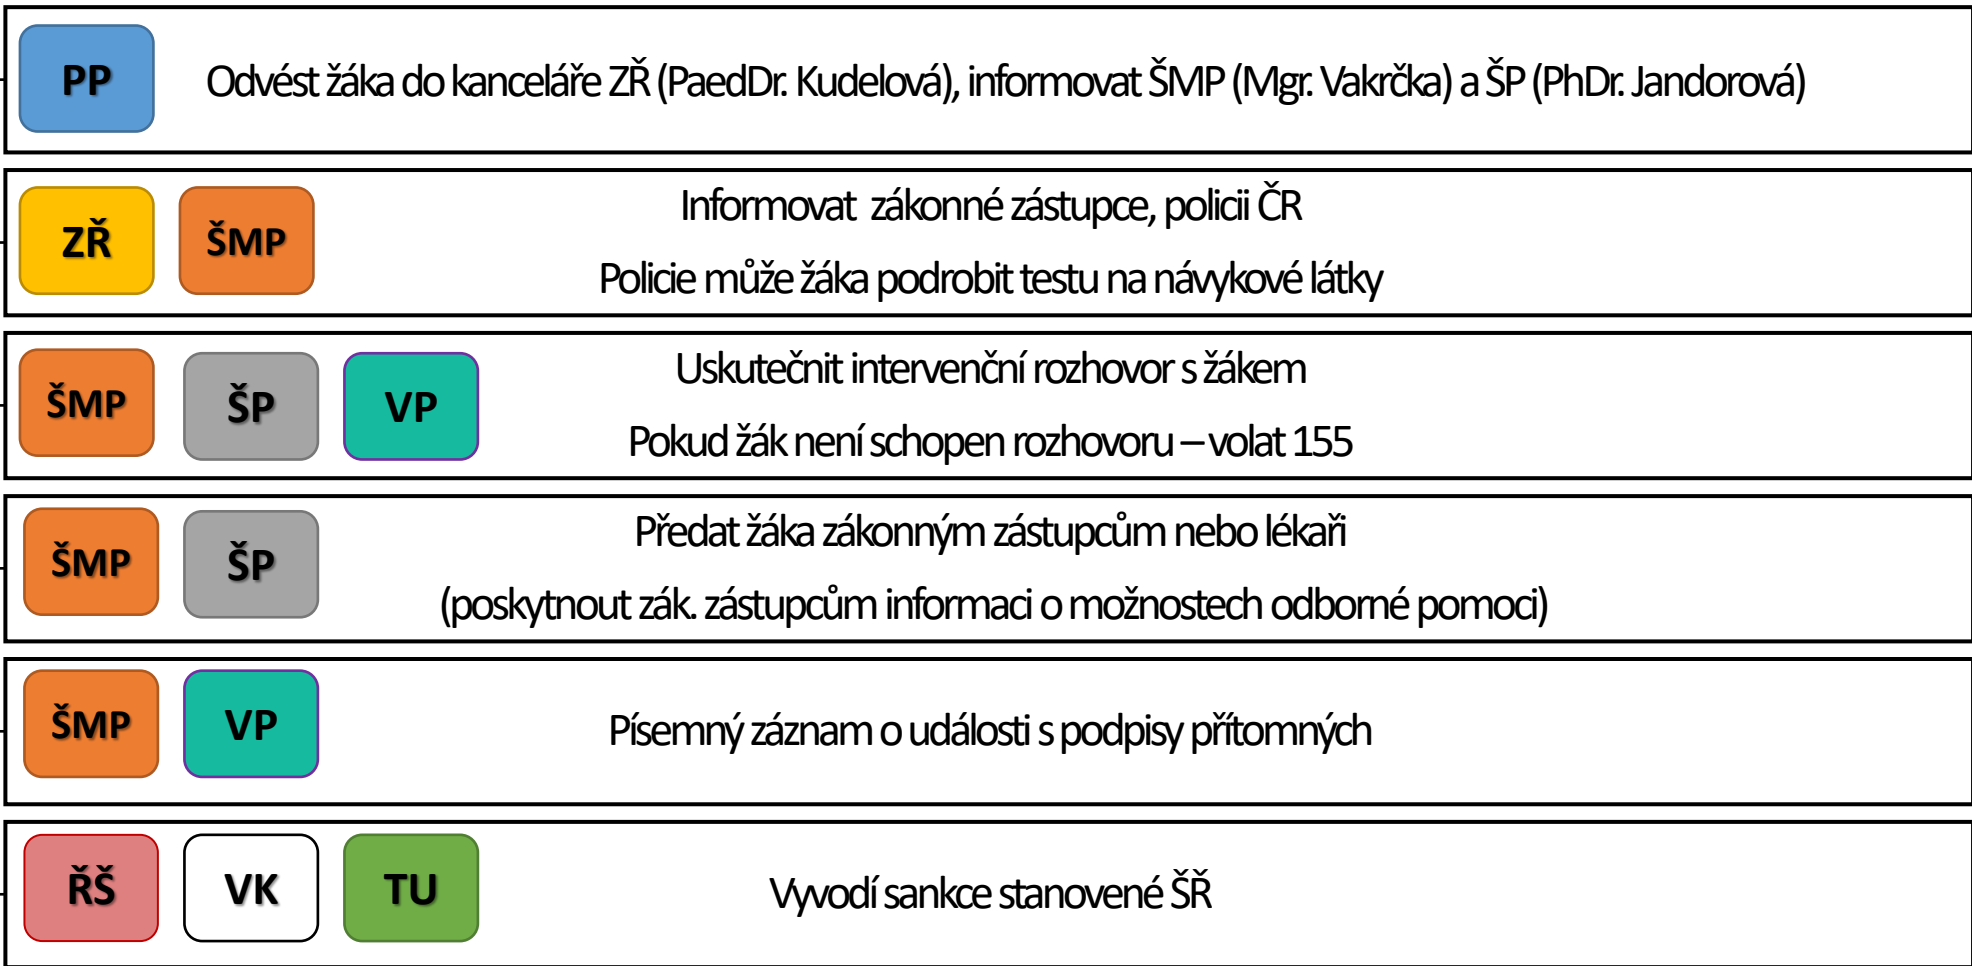 PP
Odvést žáka do kanceláře ZŘ (PaedDr. Kudelová), informovat ŠMP (Mgr. Vakrčka) a ŠP (PhDr. Jandorová)
ZŘ ŠMP
Informovat zákonné zástupce, policii ČR
Policie může žáka podrobit testu na návykové látky
ŠMP ŠP VP
Uskutečnit intervenční rozhovor s žákem
Pokud žák není schopen rozhovoru – volat 155
ŠMP ŠP
Předat žáka zákonným zástupcům nebo lékaři
(poskytnout zák. zástupcům informaci o možnostech odborné pomoci)
ŠMP VP
Písemný záznam o události s podpisy přítomných
ŘŠ VK TU
Vyvodí sankce stanovené ŠŘ